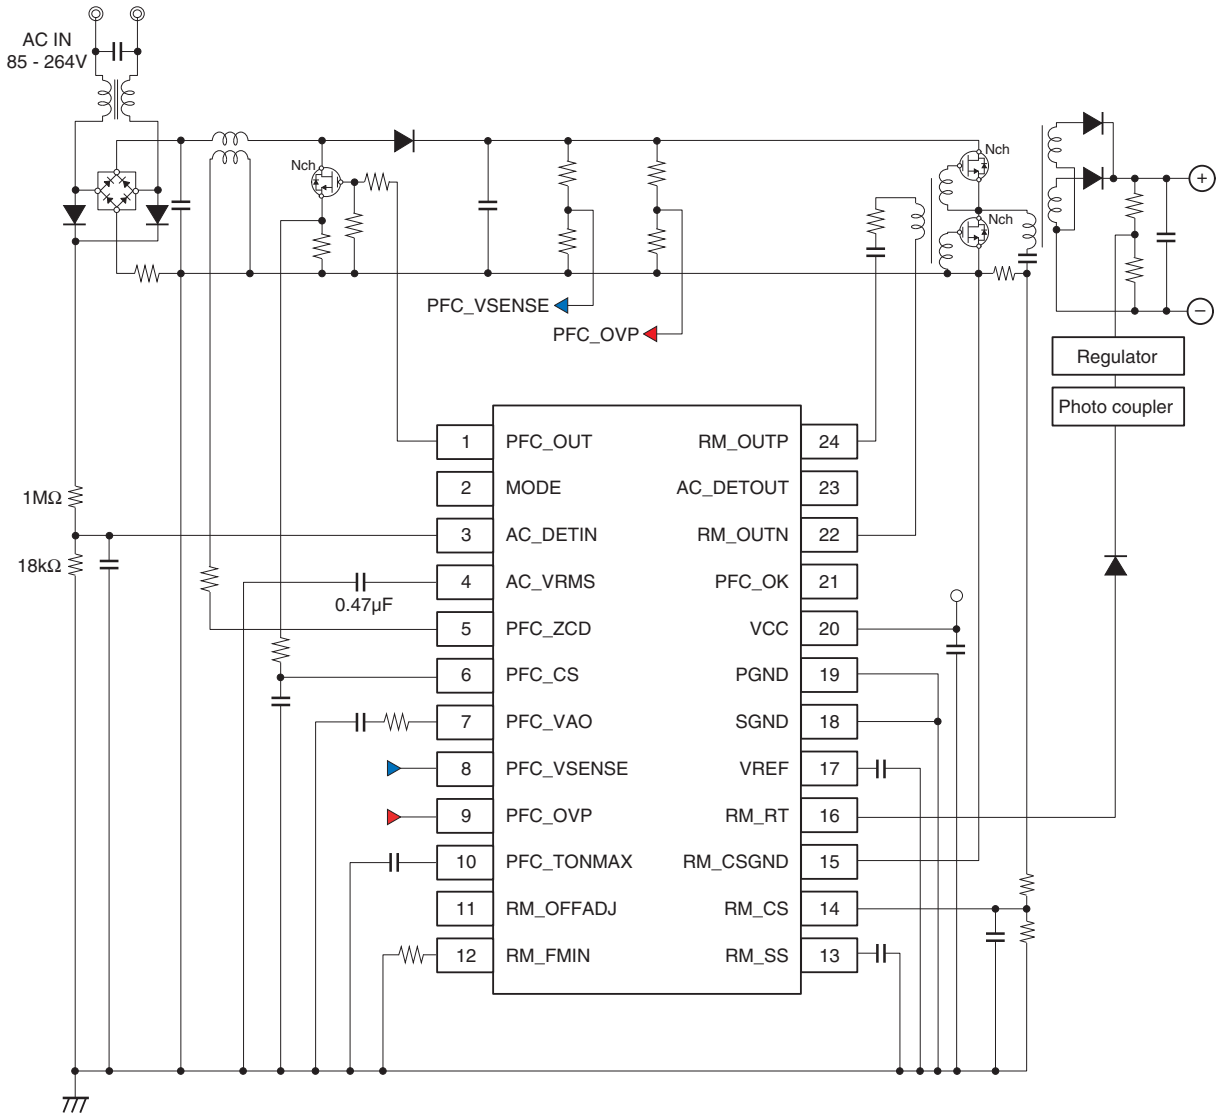 AC IN
85 - 264V
Nch
Nch
Nch
+
−
PFC_VSENSE
PFC_OVP
Regulator
Photo coupler
1 PFC_OUT
2 MODE
3 AC_DETIN
4 AC_VRMS
5 PFC_ZCD
6 PFC_CS
7 PFC_VAO
8 PFC_VSENSE
9 PFC_OVP
10 PFC_TONMAX
11 RM_OFFADJ
12 RM_FMIN
RM_OUTP 24
AC_DETOUT 23
RM_OUTN 22
PFC_OK 21
VCC 20
PGND 19
SGND 18
VREF 17
RM_RT 16
RM_CSGND 15
RM_CS 14
RM_SS 13
1MΩ
18kΩ
0.47µF